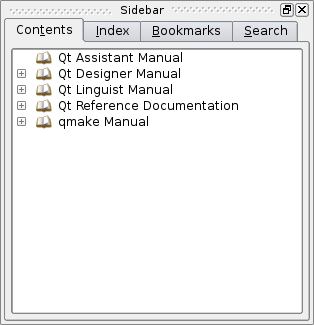 Sidebar
Contents Index Bookmarks Search
Qt Assistant Manual
Qt Designer Manual
Qt Linguist Manual
Qt Reference Documentation
qmake Manual